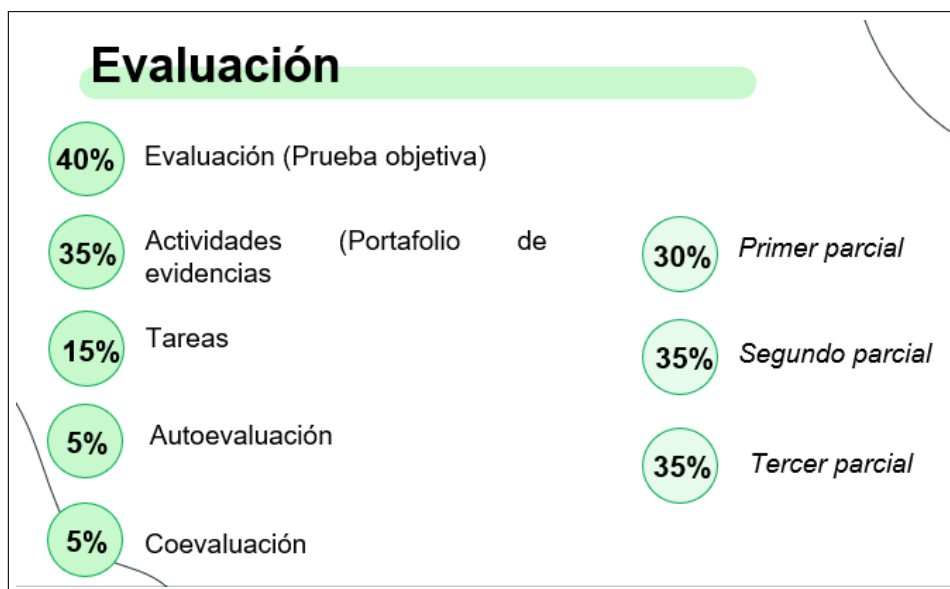 Evaluación
40% Evaluación (Prueba objetiva)
35% Actividades (Portafolio de
evidencias
15% Tareas
5% Autoevaluación
5% Coevaluación
30% Primer parcial
35% Segundo parcial
35% Tercer parcial